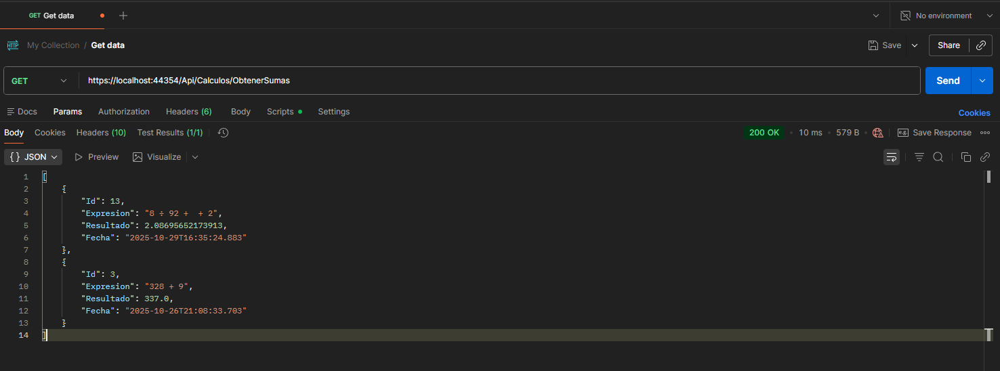 GET Get data
No environment
HTTP My Collection / Get data Save Share
GET https://localhost:44354/Api/Calculos/ObtenerSumas Send
Docs Params Authorization Headers (6) Body Scripts Settings Cookies
Body Cookies Headers (10) Test Results (1/1) 200 OK • 10 ms • 579 B • e.g. Save Response
{} JSON Preview Visualize
1 [
2 {
3 "Id": 13,
4 "Expresion": "8 ÷ 92 +  + 2",
5 "Resultado": 2.08695652173913,
6 "Fecha": "2025-10-29T16:35:24.883"
7 },
8 {
9 "Id": 3,
10 "Expresion": "328 + 9",
11 "Resultado": 337.0,
12 "Fecha": "2025-10-26T21:08:33.703"
13 }
14 ]